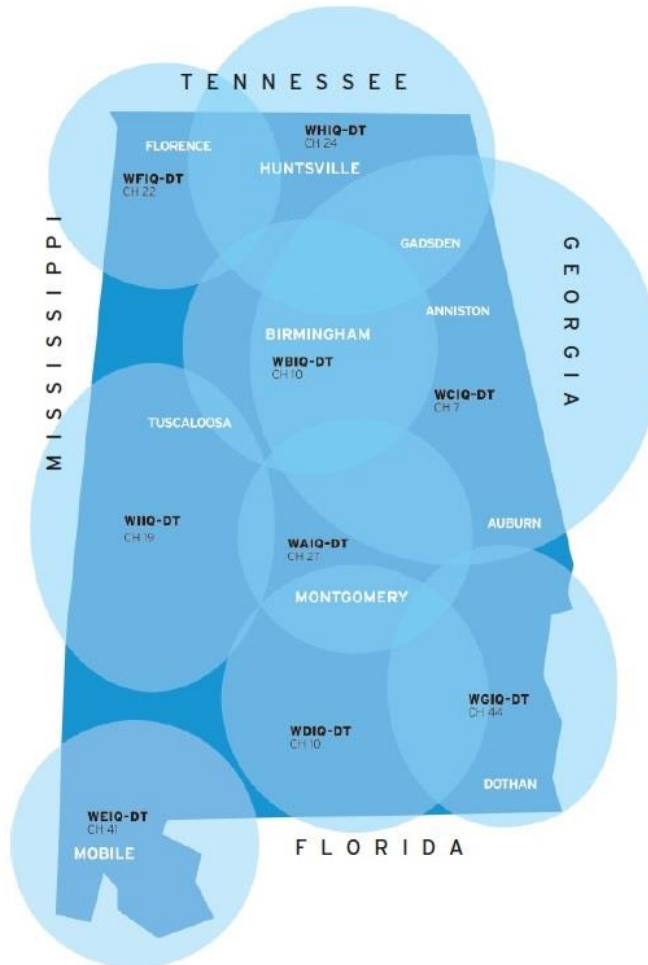 TENNESSEE
WHIQ-DT
CH 24
FLORENCE
HUNTSVILLE
WFIQ-DT
CH 22
MISSISSIPPI
GEORGIA
GADSDEN
ANNISTON
BIRMINGHAM
WBIQ-DT
CH 10
WCIQ-DT
CH 7
TUSCALOOSA
WIIQ-DT
CH 19
AUBURN
WAIQ-DT
CH 27
MONTGOMERY
WGIQ-DT
CH 44
WDIQ-DT
CH 10
DOTHAN
WEIQ-DT
CH 41
MOBILE
FLORIDA